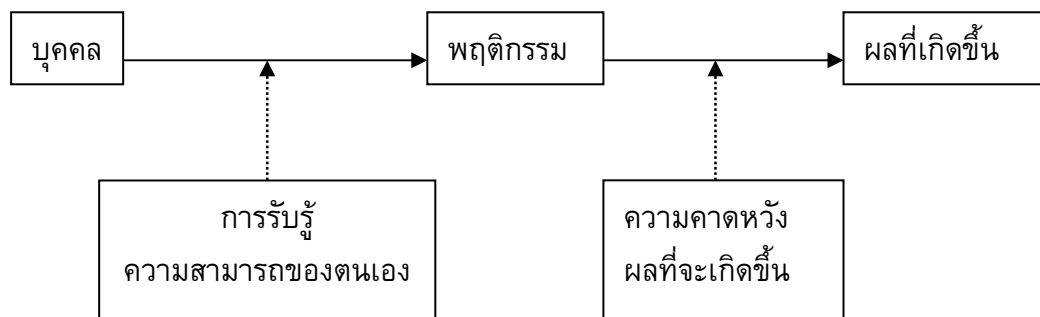 บุคคล
พฤติกรรม
ผลที่เกิดขึ้น
การรับรู้
ความสามารถของตนเอง
ความคาดหวัง
ผลที่จะเกิดขึ้น